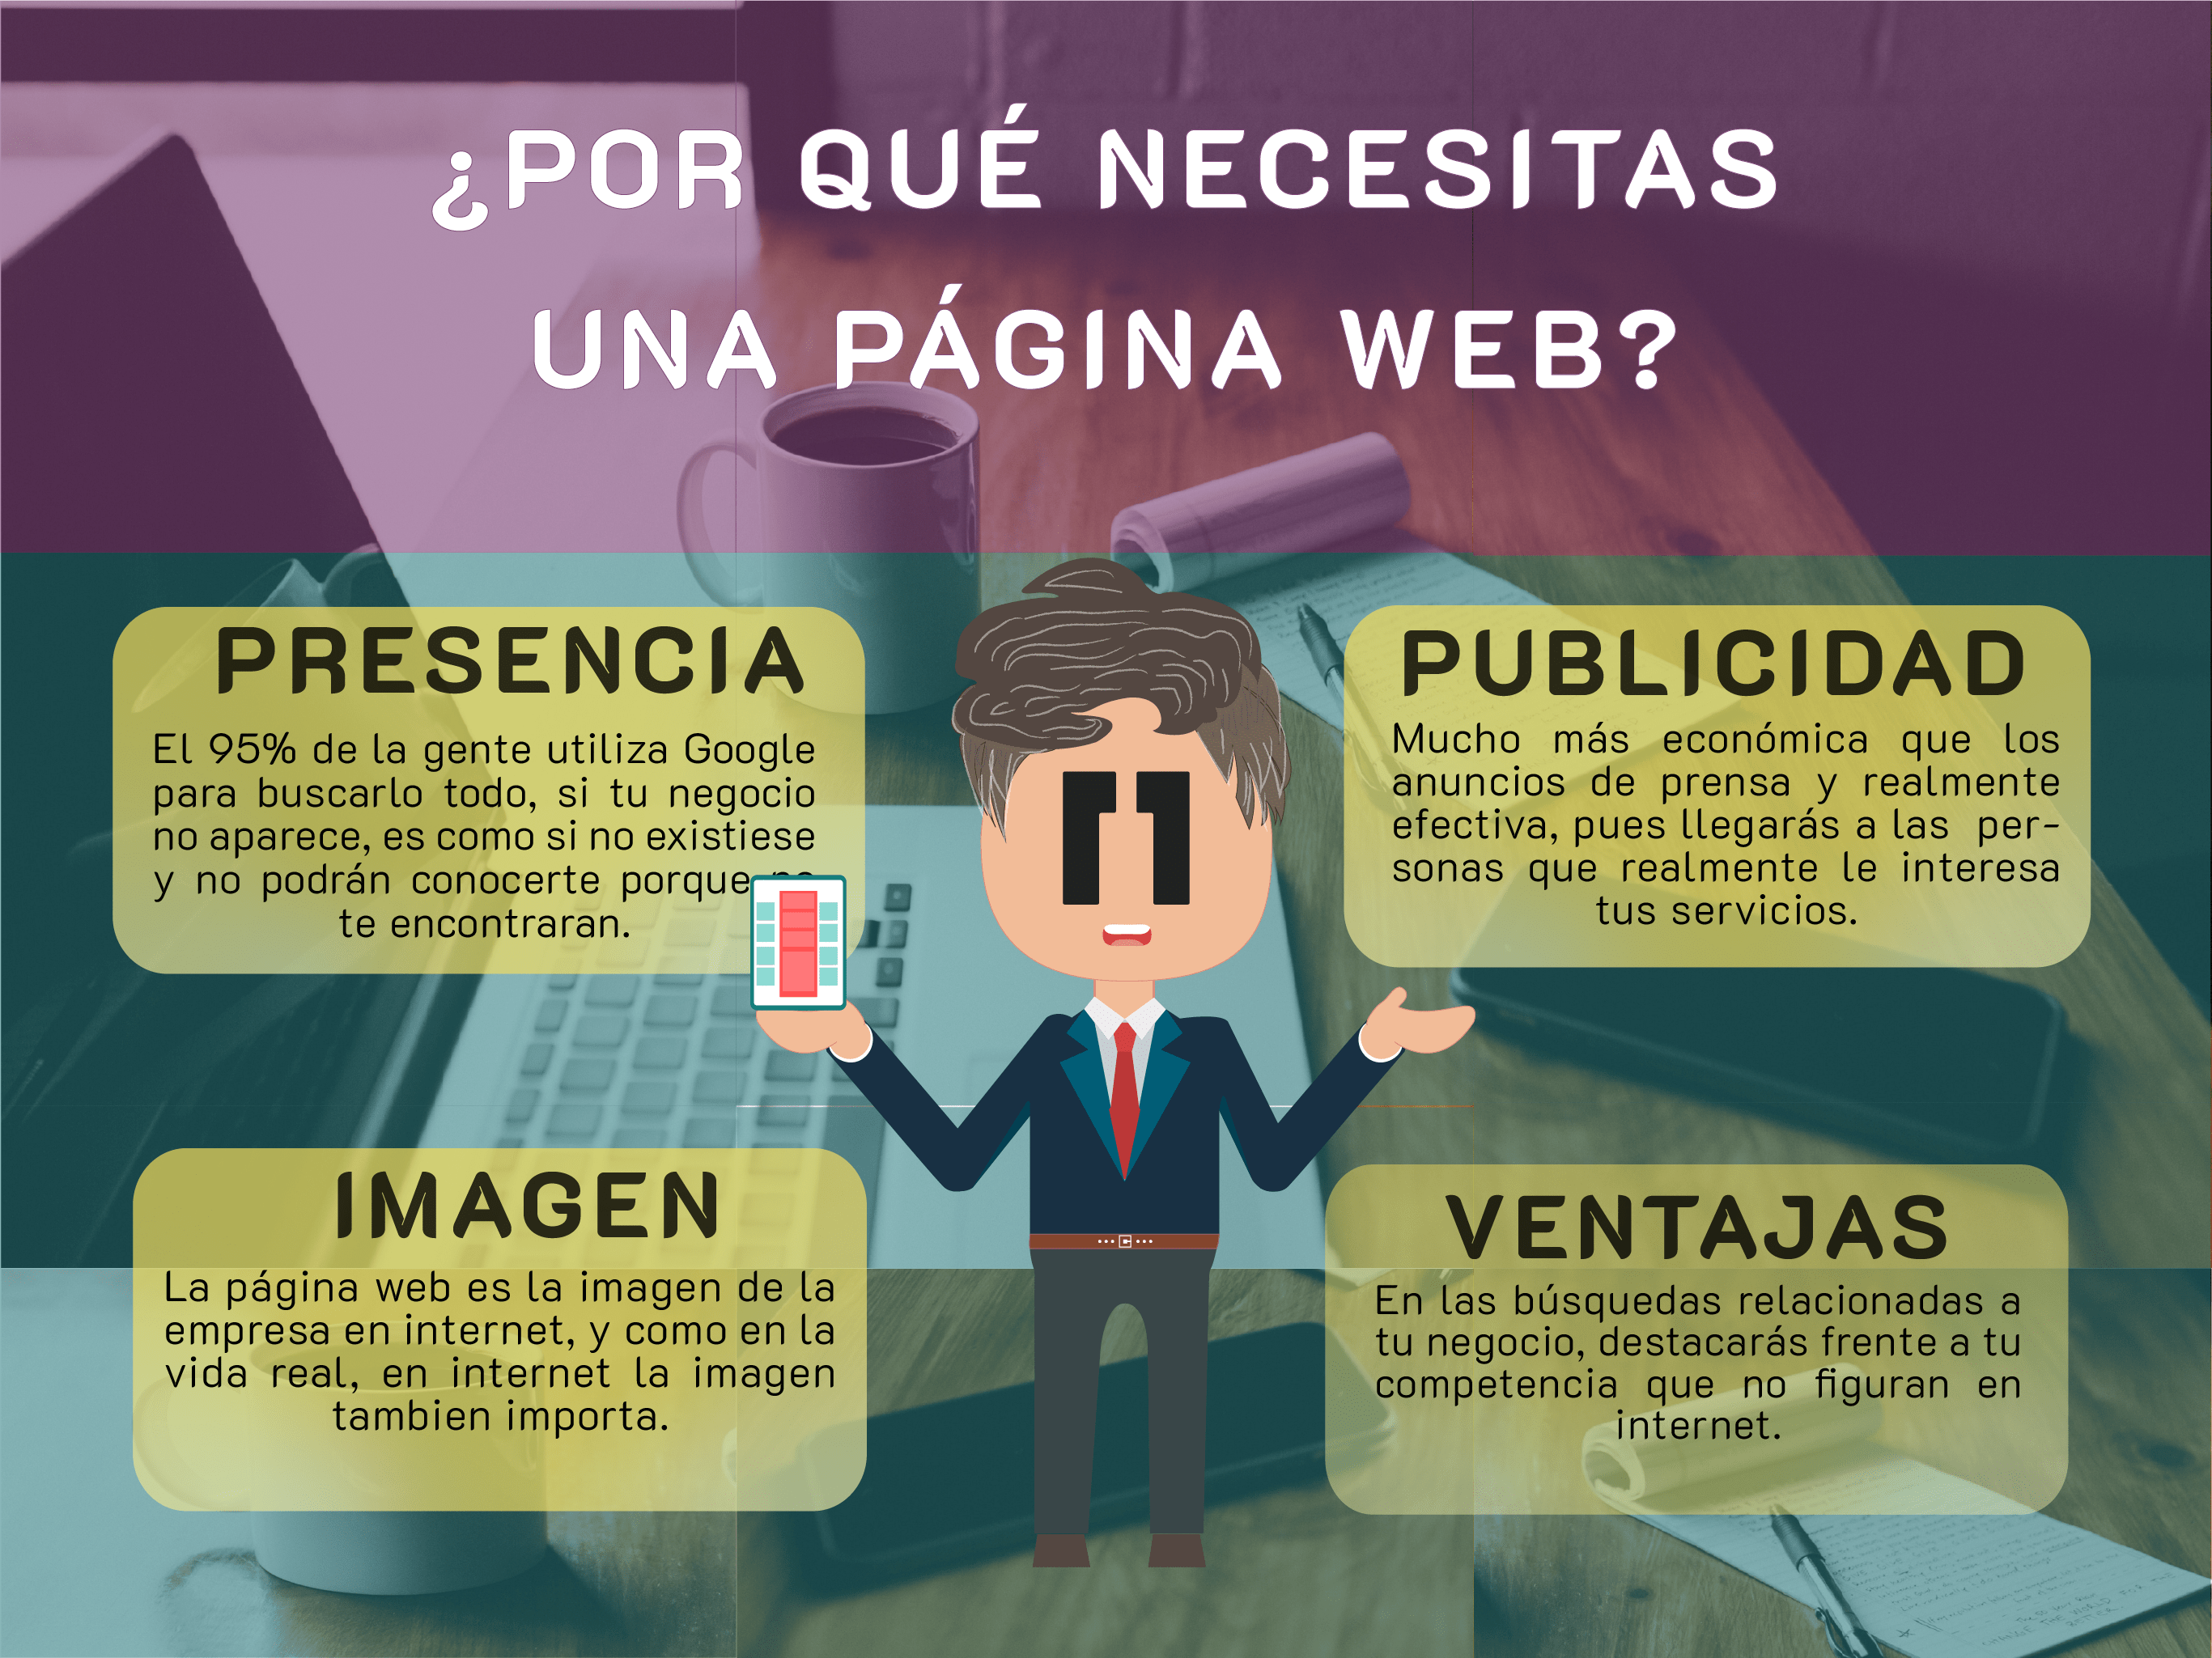 ¿POR QUÉ NECESITAS
UNA PÁGINA WEB?
PRESENCIA
El 95% de la gente utiliza Google
para buscarlo todo, si tu negocio
no aparece, es como si no existiese
y no podrán conocerte porque no
te encontraran.
PUBLICIDAD
Mucho más económica que los
anuncios de prensa y realmente
efectiva, pues llegarás a las per-
sonas que realmente le interesa
tus servicios.
IMAGEN
La página web es la imagen de la
empresa en internet, y como en la
vida real, en internet la imagen
tambien importa.
VENTAJAS
En las búsquedas relacionadas a
tu negocio, destacarás frente a tu
competencia que no figuran en
internet.